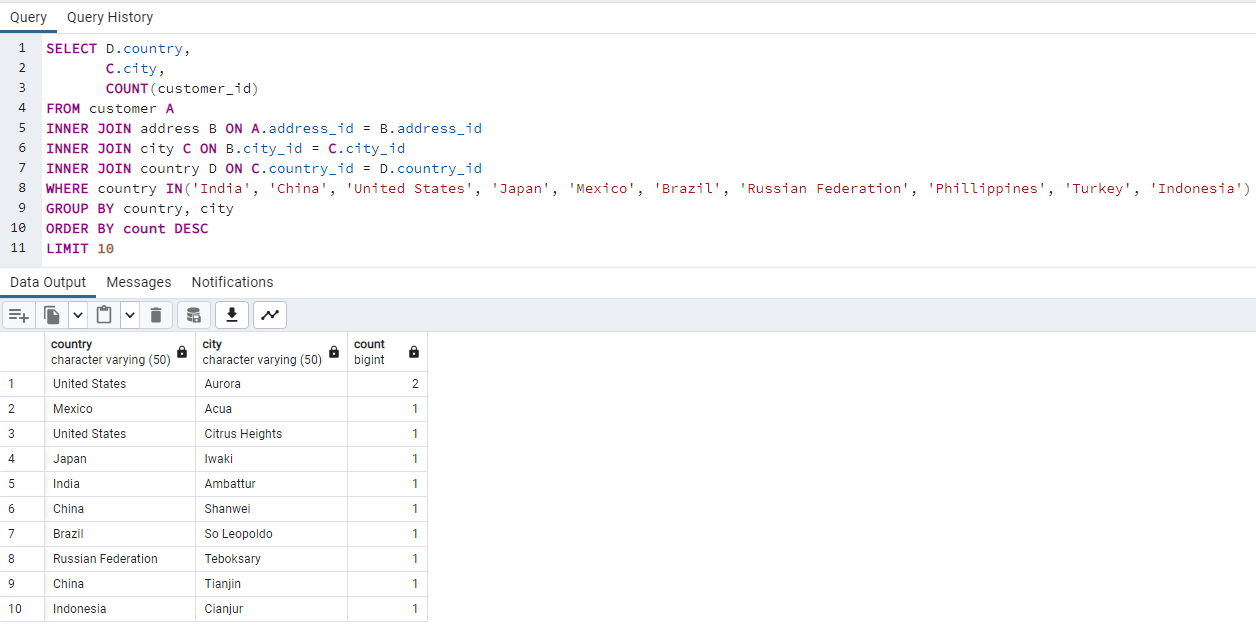 Query Query History
1 SELECT D.country,
2 C.city,
3 COUNT(customer_id)
4 FROM customer A
5 INNER JOIN address B ON A.address_id = B.address_id
6 INNER JOIN city C ON B.city_id = C.city_id
7 INNER JOIN country D ON C.country_id = D.country_id
8 WHERE country IN('India', 'China', 'United States', 'Japan', 'Mexico', 'Brazil', 'Russian Federation', 'Phillippines', 'Turkey', 'Indonesia')
9 GROUP BY country, city
10 ORDER BY count DESC
11 LIMIT 10
Data Output Messages Notifications
country city count
character varying (50) character varying (50) bigint
1 United States Aurora 2
2 Mexico Acua 1
3 United States Citrus Heights 1
4 Japan Iwaki 1
5 India Ambattur 1
6 China Shanwei 1
7 Brazil So Leopoldo 1
8 Russian Federation Teboksary 1
9 China Tianjin 1
10 Indonesia Cianjur 1